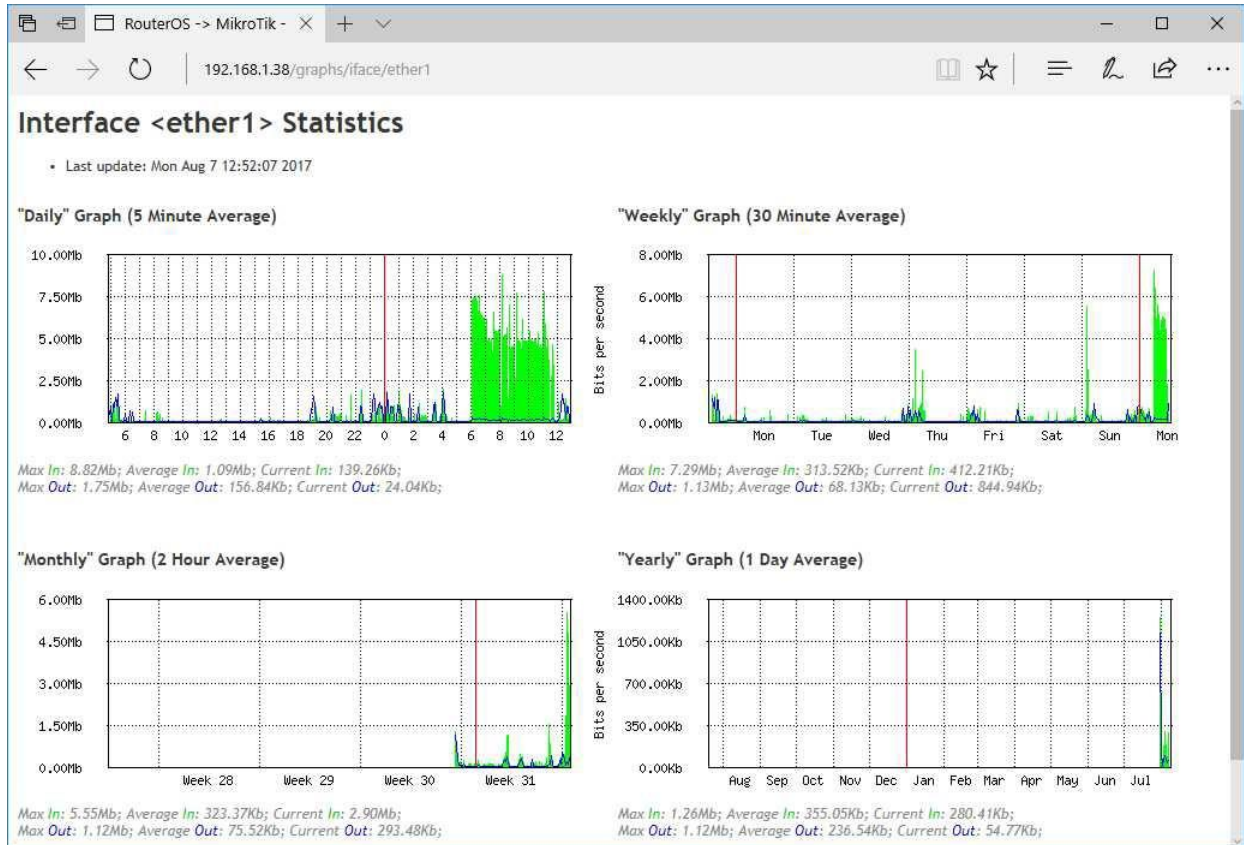 RouterOS -> MikroTik -
192.168.1.38/graphs/iface/ether1
Interface <ether1> Statistics
• Last update: Mon Aug 7 12:52:07 2017
"Daily" Graph (5 Minute Average)
10.00Mb
7.50Mb
5.00Mb
2.50Mb
0.00Mb
6 8 10 12 14 16 18 20 22 0 2 4 6 8 10 12
Max In: 8.82Mb; Average In: 1.09Mb; Current In: 139.26Kb;
Max Out: 1.75Mb; Average Out: 156.84Kb; Current Out: 24.04Kb;
"Weekly" Graph (30 Minute Average)
Bits per second
8.00Mb
6.00Mb
4.00Mb
2.00Mb
0.00Mb
Mon Tue Wed Thu Fri Sat Sun Mon
Max In: 7.29Mb; Average In: 313.52Kb; Current In: 412.21Kb;
Max Out: 1.13Mb; Average Out: 68.13Kb; Current Out: 844.94Kb;
"Monthly" Graph (2 Hour Average)
6.00Mb
4.50Mb
3.00Mb
1.50Mb
0.00Mb
Week 28 Week 29 Week 30 Week 31
Max In: 5.55Mb; Average In: 323.37Kb; Current In: 2.90Mb;
Max Out: 1.12Mb; Average Out: 75.52Kb; Current Out: 293.48Kb;
"Yearly" Graph (1 Day Average)
Bits per second
1400.00Kb
1050.00Kb
700.00Kb
350.00Kb
0.00Kb
Aug Sep Oct Nov Dec Jan Feb Mar Apr May Jun Jul
Max In: 1.26Mb; Average In: 355.05Kb; Current In: 280.41Kb;
Max Out: 1.12Mb; Average Out: 236.54Kb; Current Out: 54.77Kb;